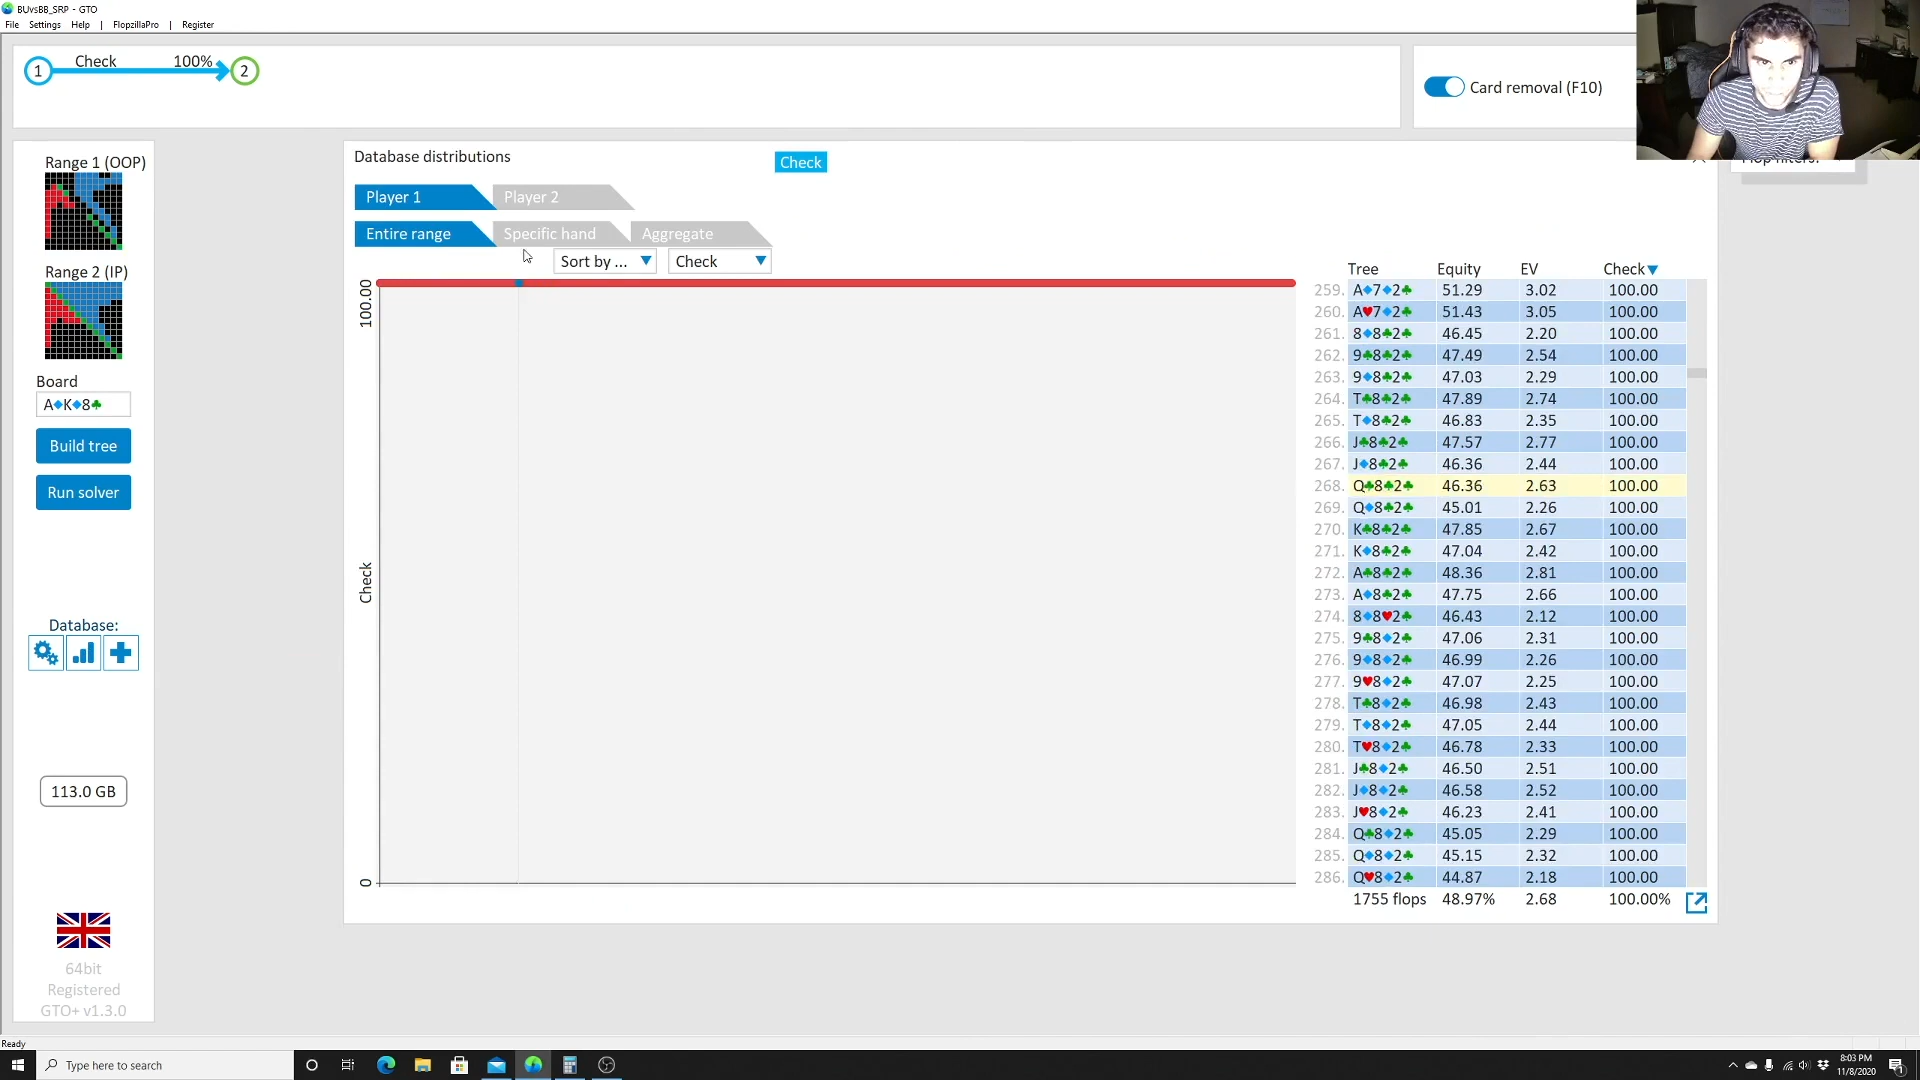 BUvsBB_SRP - GTO
File Settings Help | FlopzillaPro | Register
1 Check 100% 2
Card removal (F10)
Range 1 (OOP)
Range 2 (IP)
Board
A♦K♦8♣
Build tree
Run solver
Database:
113.0 GB
64bit
Registered
GTO+ v1.3.0
Database distributions
Check
Player 1 Player 2
Entire range Specific hand Aggregate
Sort by ... Check
100.00
Check
0
Tree Equity EV Check
259. A♦7♦2♣ 51.29 3.02 100.00
260. A♥7♦2♣ 51.43 3.05 100.00
261. 8♦8♣2♣ 46.45 2.20 100.00
262. 9♣8♣2♣ 47.49 2.54 100.00
263. 9♦8♣2♣ 47.03 2.29 100.00
264. T♣8♣2♣ 47.89 2.74 100.00
265. T♦8♣2♣ 46.83 2.35 100.00
266. J♣8♣2♣ 47.57 2.77 100.00
267. J♦8♣2♣ 46.36 2.44 100.00
268. Q♣8♣2♣ 46.36 2.63 100.00
269. Q♦8♣2♣ 45.01 2.26 100.00
270. K♣8♣2♣ 47.85 2.67 100.00
271. K♦8♣2♣ 47.04 2.42 100.00
272. A♣8♣2♣ 48.36 2.81 100.00
273. A♦8♣2♣ 47.75 2.66 100.00
274. 8♦8♥2♣ 46.43 2.12 100.00
275. 9♣8♦2♣ 47.06 2.31 100.00
276. 9♦8♦2♣ 46.99 2.26 100.00
277. 9♥8♦2♣ 47.07 2.25 100.00
278. T♣8♦2♣ 46.98 2.43 100.00
279. T♦8♦2♣ 47.05 2.44 100.00
280. T♥8♦2♣ 46.78 2.33 100.00
281. J♣8♦2♣ 46.50 2.51 100.00
282. J♦8♦2♣ 46.58 2.52 100.00
283. J♥8♦2♣ 46.23 2.41 100.00
284. Q♣8♦2♣ 45.05 2.29 100.00
285. Q♦8♦2♣ 45.15 2.32 100.00
286. Q♥8♦2♣ 44.87 2.18 100.00
1755 flops 48.97% 2.68 100.00%
Ready
Type here to search
8:03 PM
11/8/2020